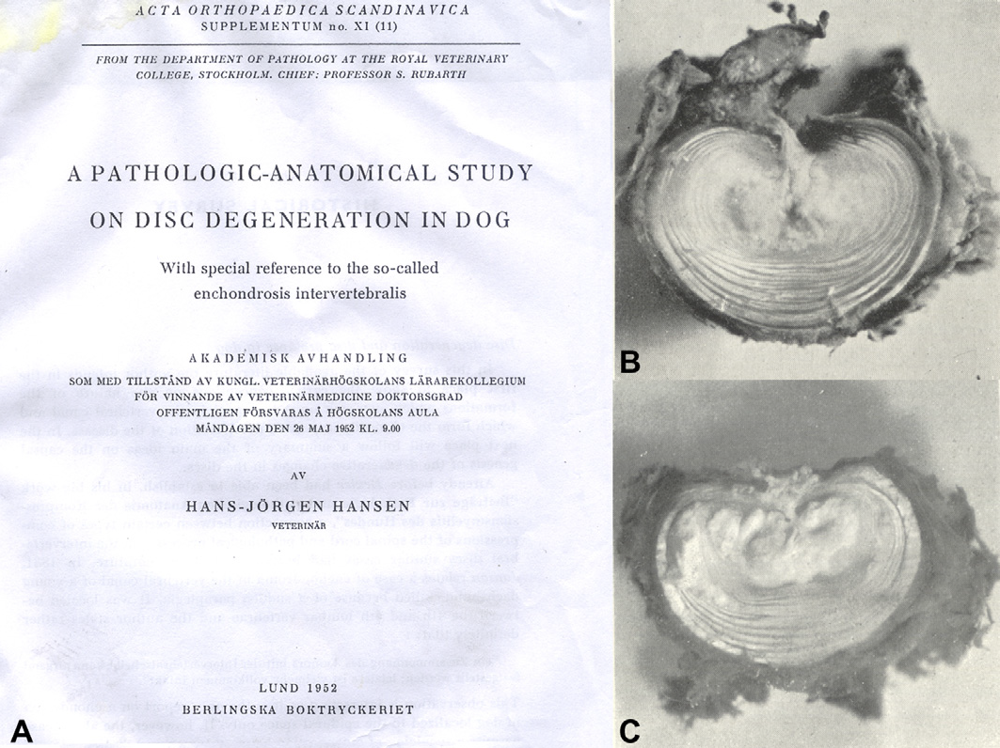 ACTA ORTHOPAEDICA SCANDINAVICA
SUPPLEMENTUM no. XI (11)
FROM THE DEPARTMENT OF PATHOLOGY AT THE ROYAL VETERINARY
COLLEGE, STOCKHOLM. CHIEF: PROFESSOR S. RUBARTH
A PATHOLOGIC-ANATOMICAL STUDY
ON DISC DEGENERATION IN DOG
With special reference to the so-called
enchondrosis intervertebralis
AKADEMISK AVHANDLING
SOM MED TILLSTÅND AV KUNGL. VETERINÄRHÖGSKOLANS LÄRAREKOLLEGIUM
FÖR VINNANDE AV VETERINÄRMEDICINE DOKTORSGRAD
OFFENTLIGEN FÖRSVARAS Å HÖGSKOLANS AULA
MÅNDAGEN DEN 26 MAJ 1952 KL. 9.00
AV
HANS-JÖRGEN HANSEN
VETERINÄR
LUND 1952
BERLINGSKA BOKTRYCKERIET
A
B
C